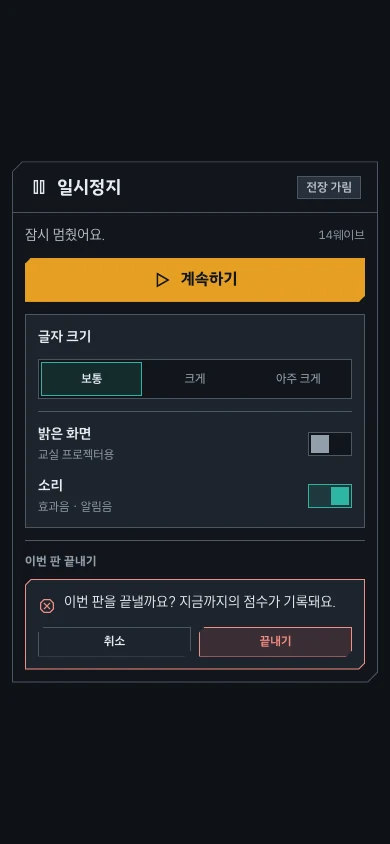 일시정지
전장 가림
잠시 멈췄어요.
14웨이브
계속하기
글자 크기
보통
크게
아주 크게
밝은 화면
교실 프로젝터용
소리
효과음 · 알림음
이번 판 끝내기
이번 판을 끝낼까요? 지금까지의 점수가 기록돼요.
취소
끝내기